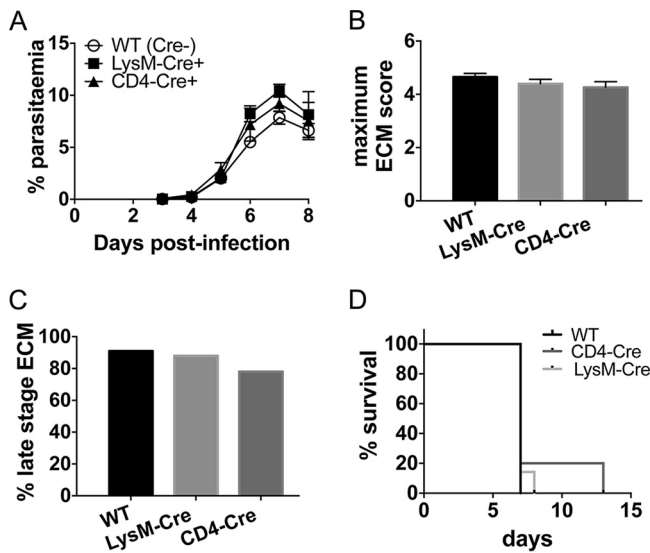 A
% parasitaemia
15
10
5
0
WT (Cre-)
LysM-Cre+
CD4-Cre+
0 2 4 6 8
Days post-infection
B
maximum
ECM score
6
4
2
0
WT
LysM-Cre
CD4-Cre
C
% late stage ECM
100
80
60
40
20
0
WT
LysM-Cre
CD4-Cre
D
% survival
100
80
60
40
20
0
WT
CD4-Cre
LysM-Cre
0 5 10 15
days